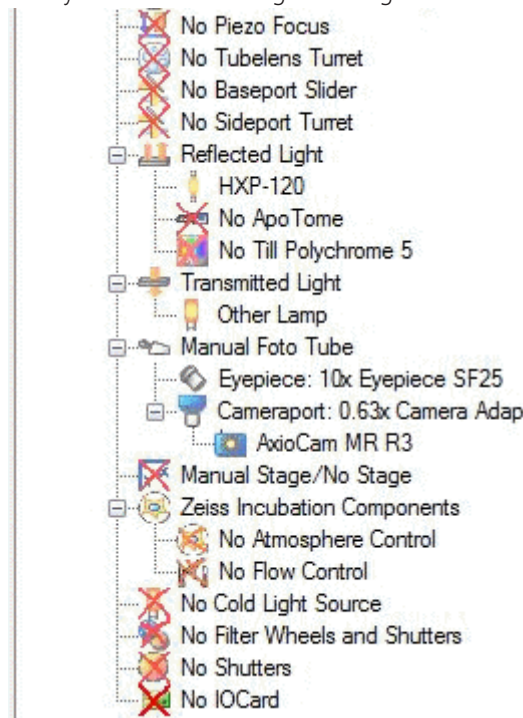 No Piezo Focus
No Tubelens Turret
No Baseport Slider
No Sideport Turret
Reflected Light
HXP-120
No ApoTome
No Till Polychrome 5
Transmitted Light
Other Lamp
Manual Foto Tube
Eyepiece: 10x Eyepiece SF25
Cameraport: 0.63x Camera Adap
AxioCam MR R3
Manual Stage/No Stage
Zeiss Incubation Components
No Atmosphere Control
No Flow Control
No Cold Light Source
No Filter Wheels and Shutters
No Shutters
No IOCard